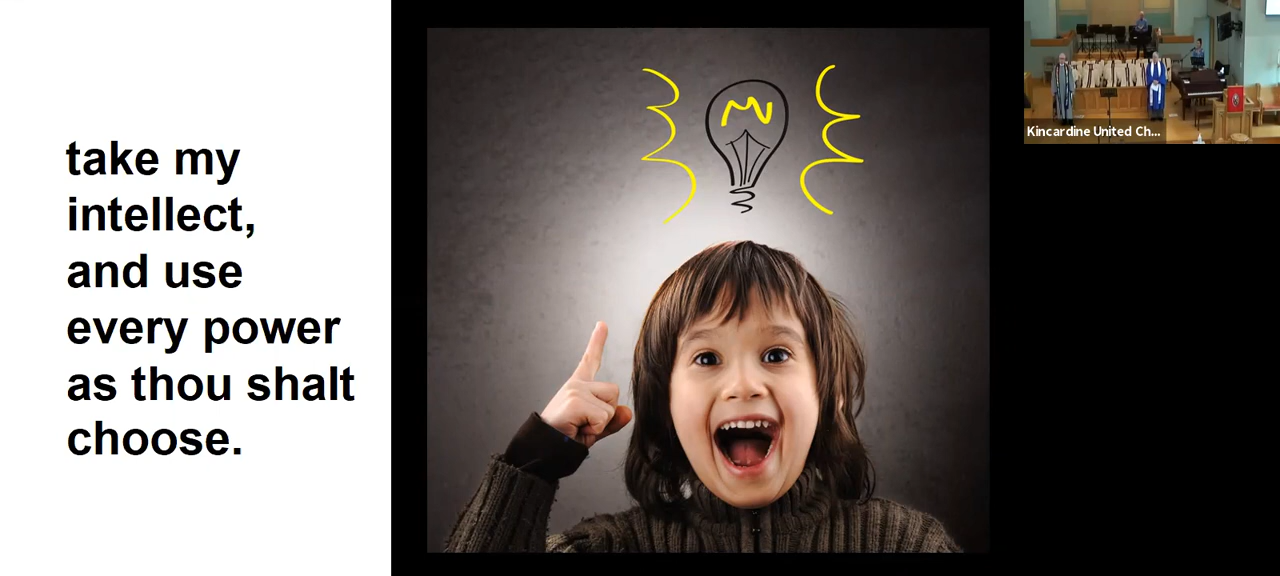 take my
intellect,
and use
every power
as thou shalt
choose.
Kincardine United Ch...